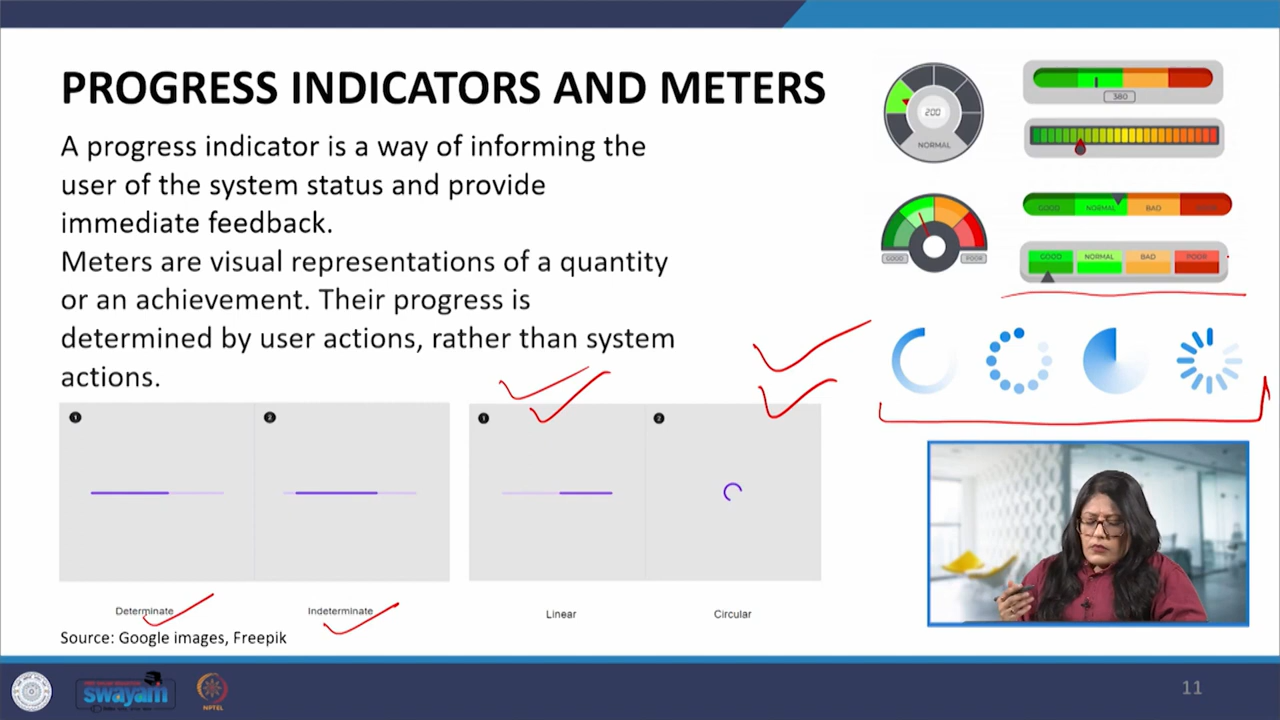 PROGRESS INDICATORS AND METERS
A progress indicator is a way of informing the
user of the system status and provide
immediate feedback.
Meters are visual representations of a quantity
or an achievement. Their progress is
determined by user actions, rather than system
actions.
200
NORMAL
380
GOOD POOR
GOOD NORMAL BAD
GOOD NORMAL BAD POOR
1 2
1 2
Determinate Indeterminate
Linear Circular
Source: Google images, Freepik
swayam
NPTEL
11